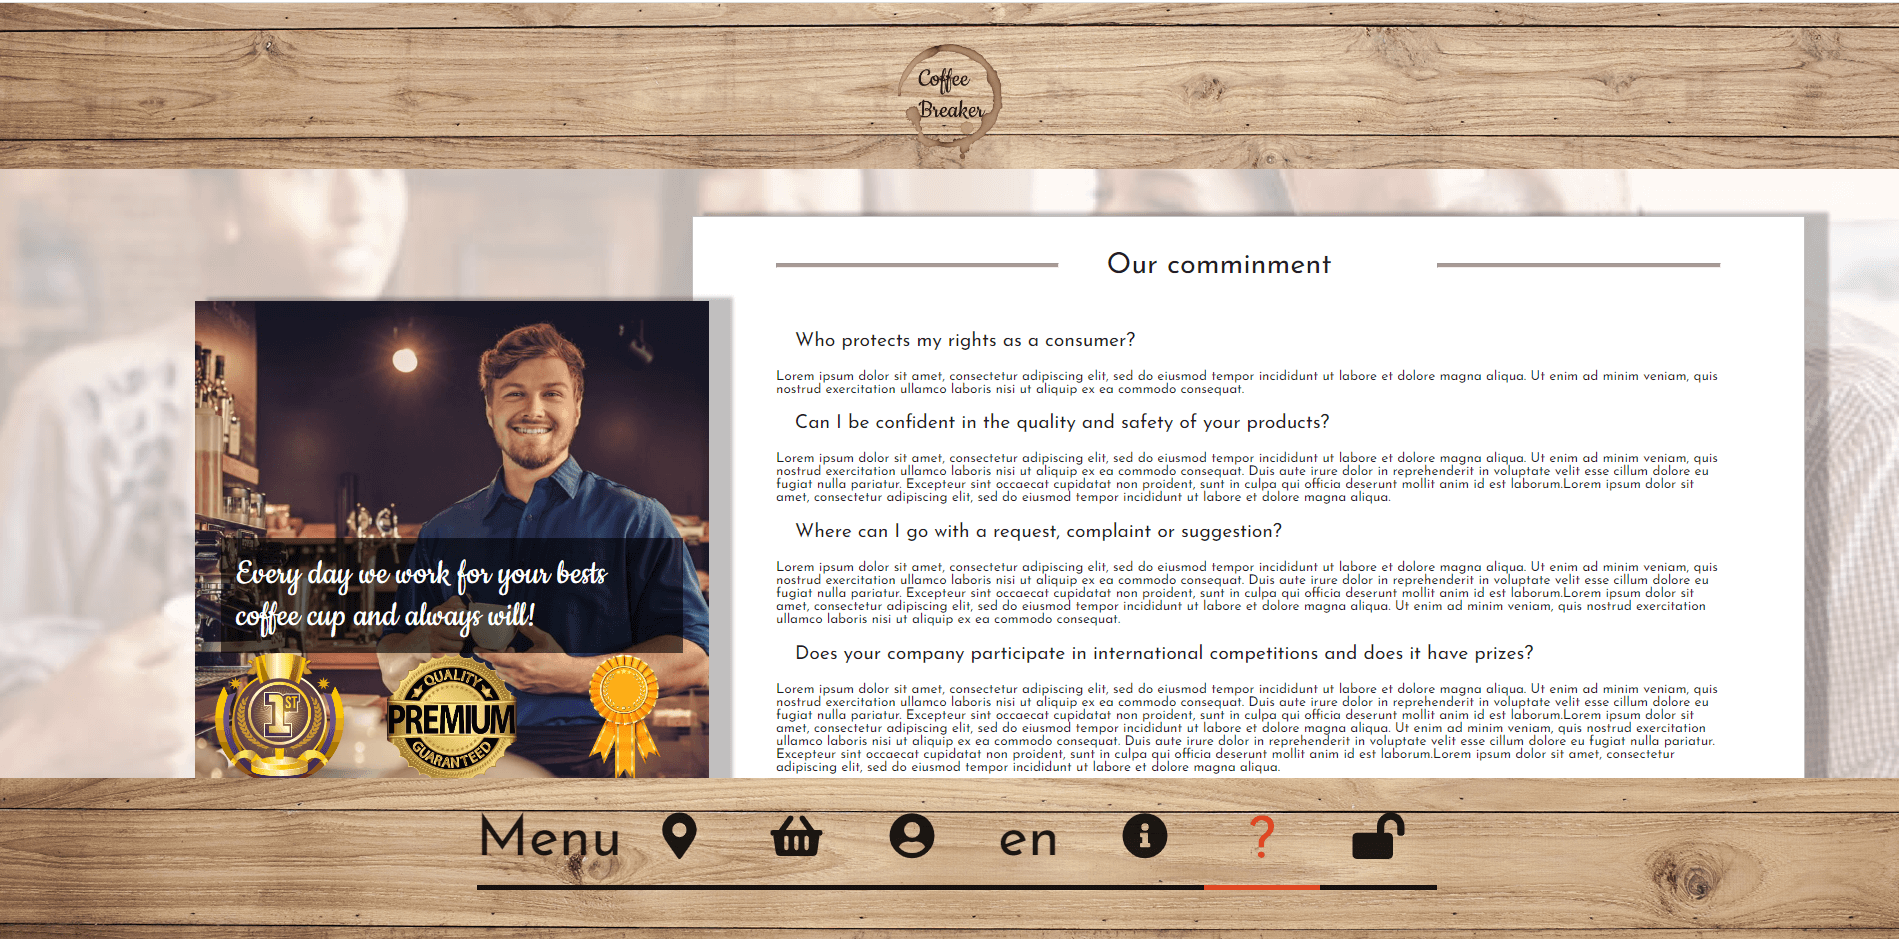 Coffee
Breaker
Our comminment
Who protects my rights as a consumer?
Lorem ipsum dolor sit amet, consectetur adipiscing elit, sed do eiusmod tempor incididunt ut labore et dolore magna aliqua. Ut enim ad minim veniam, quis
nostrud exercitation ullamco laboris nisi ut aliquip ex ea commodo consequat.
Can I be confident in the quality and safety of your products?
Lorem ipsum dolor sit amet, consectetur adipiscing elit, sed do eiusmod tempor incididunt ut labore et dolore magna aliqua. Ut enim ad minim veniam, quis
nostrud exercitation ullamco laboris nisi ut aliquip ex ea commodo consequat. Duis aute irure dolor in reprehenderit in voluptate velit esse cillum dolore eu
fugiat nulla pariatur. Excepteur sint occaecat cupidatat non proident, sunt in culpa qui officia deserunt mollit anim id est laborum.Lorem ipsum dolor sit
amet, consectetur adipiscing elit, sed do eiusmod tempor incididunt ut labore et dolore magna aliqua.
Where can I go with a request, complaint or suggestion?
Lorem ipsum dolor sit amet, consectetur adipiscing elit, sed do eiusmod tempor incididunt ut labore et dolore magna aliqua. Ut enim ad minim veniam, quis
nostrud exercitation ullamco laboris nisi ut aliquip ex ea commodo consequat. Duis aute irure dolor in reprehenderit in voluptate velit esse cillum dolore eu
fugiat nulla pariatur. Excepteur sint occaecat cupidatat non proident, sunt in culpa qui officia deserunt mollit anim id est laborum.Lorem ipsum dolor sit
amet, consectetur adipiscing elit, sed do eiusmod tempor incididunt ut labore et dolore magna aliqua. Ut enim ad minim veniam, quis nostrud exercitation
ullamco laboris nisi ut aliquip ex ea commodo consequat.
Does your company participate in international competitions and does it have prizes?
Lorem ipsum dolor sit amet, consectetur adipiscing elit, sed do eiusmod tempor incididunt ut labore et dolore magna aliqua. Ut enim ad minim veniam, quis
nostrud exercitation ullamco laboris nisi ut aliquip ex ea commodo consequat. Duis aute irure dolor in reprehenderit in voluptate velit esse cillum dolore eu
fugiat nulla pariatur. Excepteur sint occaecat cupidatat non proident, sunt in culpa qui officia deserunt mollit anim id est laborum.Lorem ipsum dolor sit
amet, consectetur adipiscing elit, sed do eiusmod tempor incididunt ut labore et dolore magna aliqua. Ut enim ad minim veniam, quis nostrud exercitation
ullamco laboris nisi ut aliquip ex ea commodo consequat. Duis aute irure dolor in reprehenderit in voluptate velit esse cillum dolore eu fugiat nulla pariatur.
Excepteur sint occaecat cupidatat non proident, sunt in culpa qui officia deserunt mollit anim id est laborum.Lorem ipsum dolor sit amet, consectetur
adipiscing elit, sed do eiusmod tempor incididunt ut labore et dolore magna aliqua.
Every day we work for your bests
coffee cup and always will!
1ST
QUALITY
PREMIUM
GUARANTEED
Menu en ?